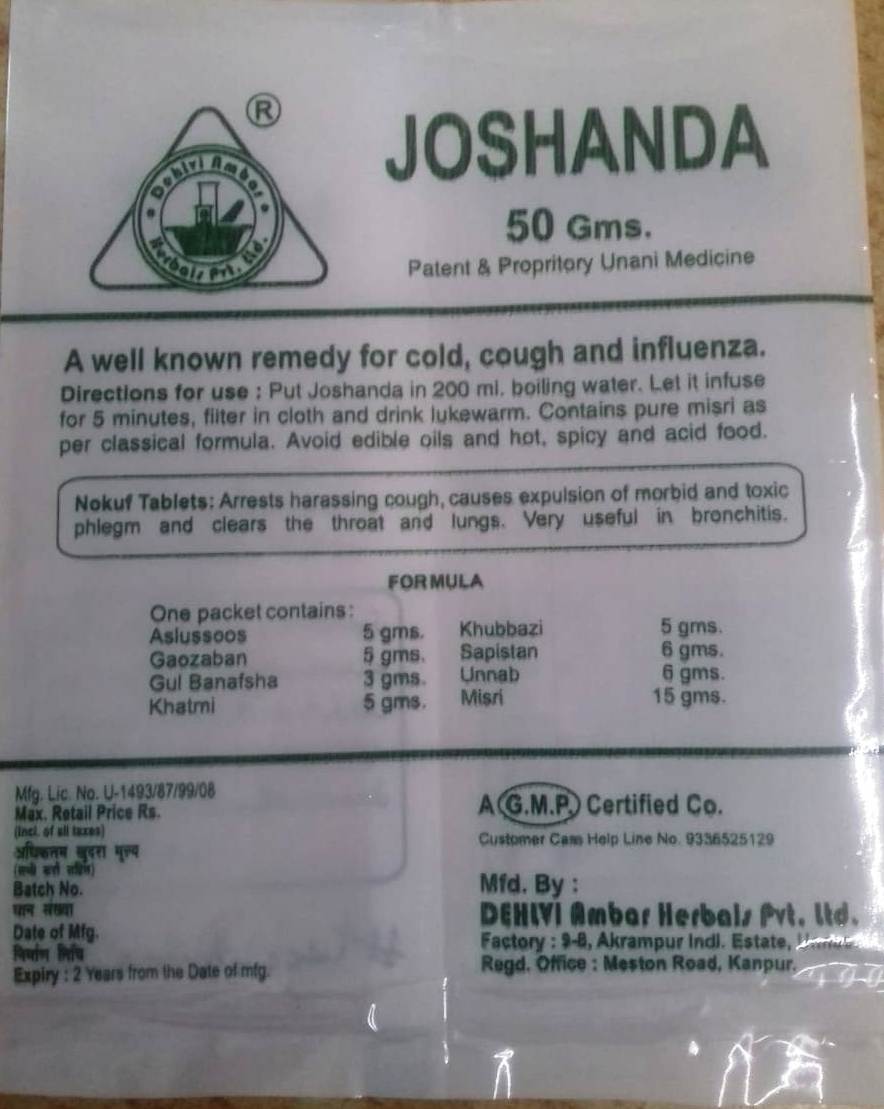 ®
Dehlvi Ambar
Herbals Pvt. Ltd.
JOSHANDA
50 Gms.
Patent & Propritory Unani Medicine
A well known remedy for cold, cough and influenza.
Directions for use : Put Joshanda in 200 ml. boiling water. Let it infuse
for 5 minutes, filter in cloth and drink lukewarm. Contains pure misri as
per classical formula. Avoid edible oils and hot, spicy and acid food.
Nokuf Tablets: Arrests harassing cough, causes expulsion of morbid and toxic
phlegm and clears the throat and lungs. Very useful in bronchitis.
FORMULA
One packet contains:
Aslussoos 5 gms. Khubbazi 5 gms.
Gaozaban 5 gms. Sapistan 6 gms.
Gul Banafsha 3 gms. Unnab 6 gms.
Khatmi 5 gms. Misri 15 gms.
Mfg. Lic. No. U-1493/87/99/08
Max. Retail Price Rs.
(Incl. of all taxes)
अधिकतम खुदरा मूल्य
(सभी करों सहित)
Batch No.
घान संख्या
Date of Mfg.
निर्माण तिथि
Expiry : 2 Years from the Date of mfg.
A G.M.P. Certified Co.
Customer Care Help Line No. 9336525129
Mfd. By :
DEHLVI Ambar Herbals Pvt. Ltd.
Factory : 9-B, Akrampur Indl. Estate,
Regd. Office : Meston Road, Kanpur.